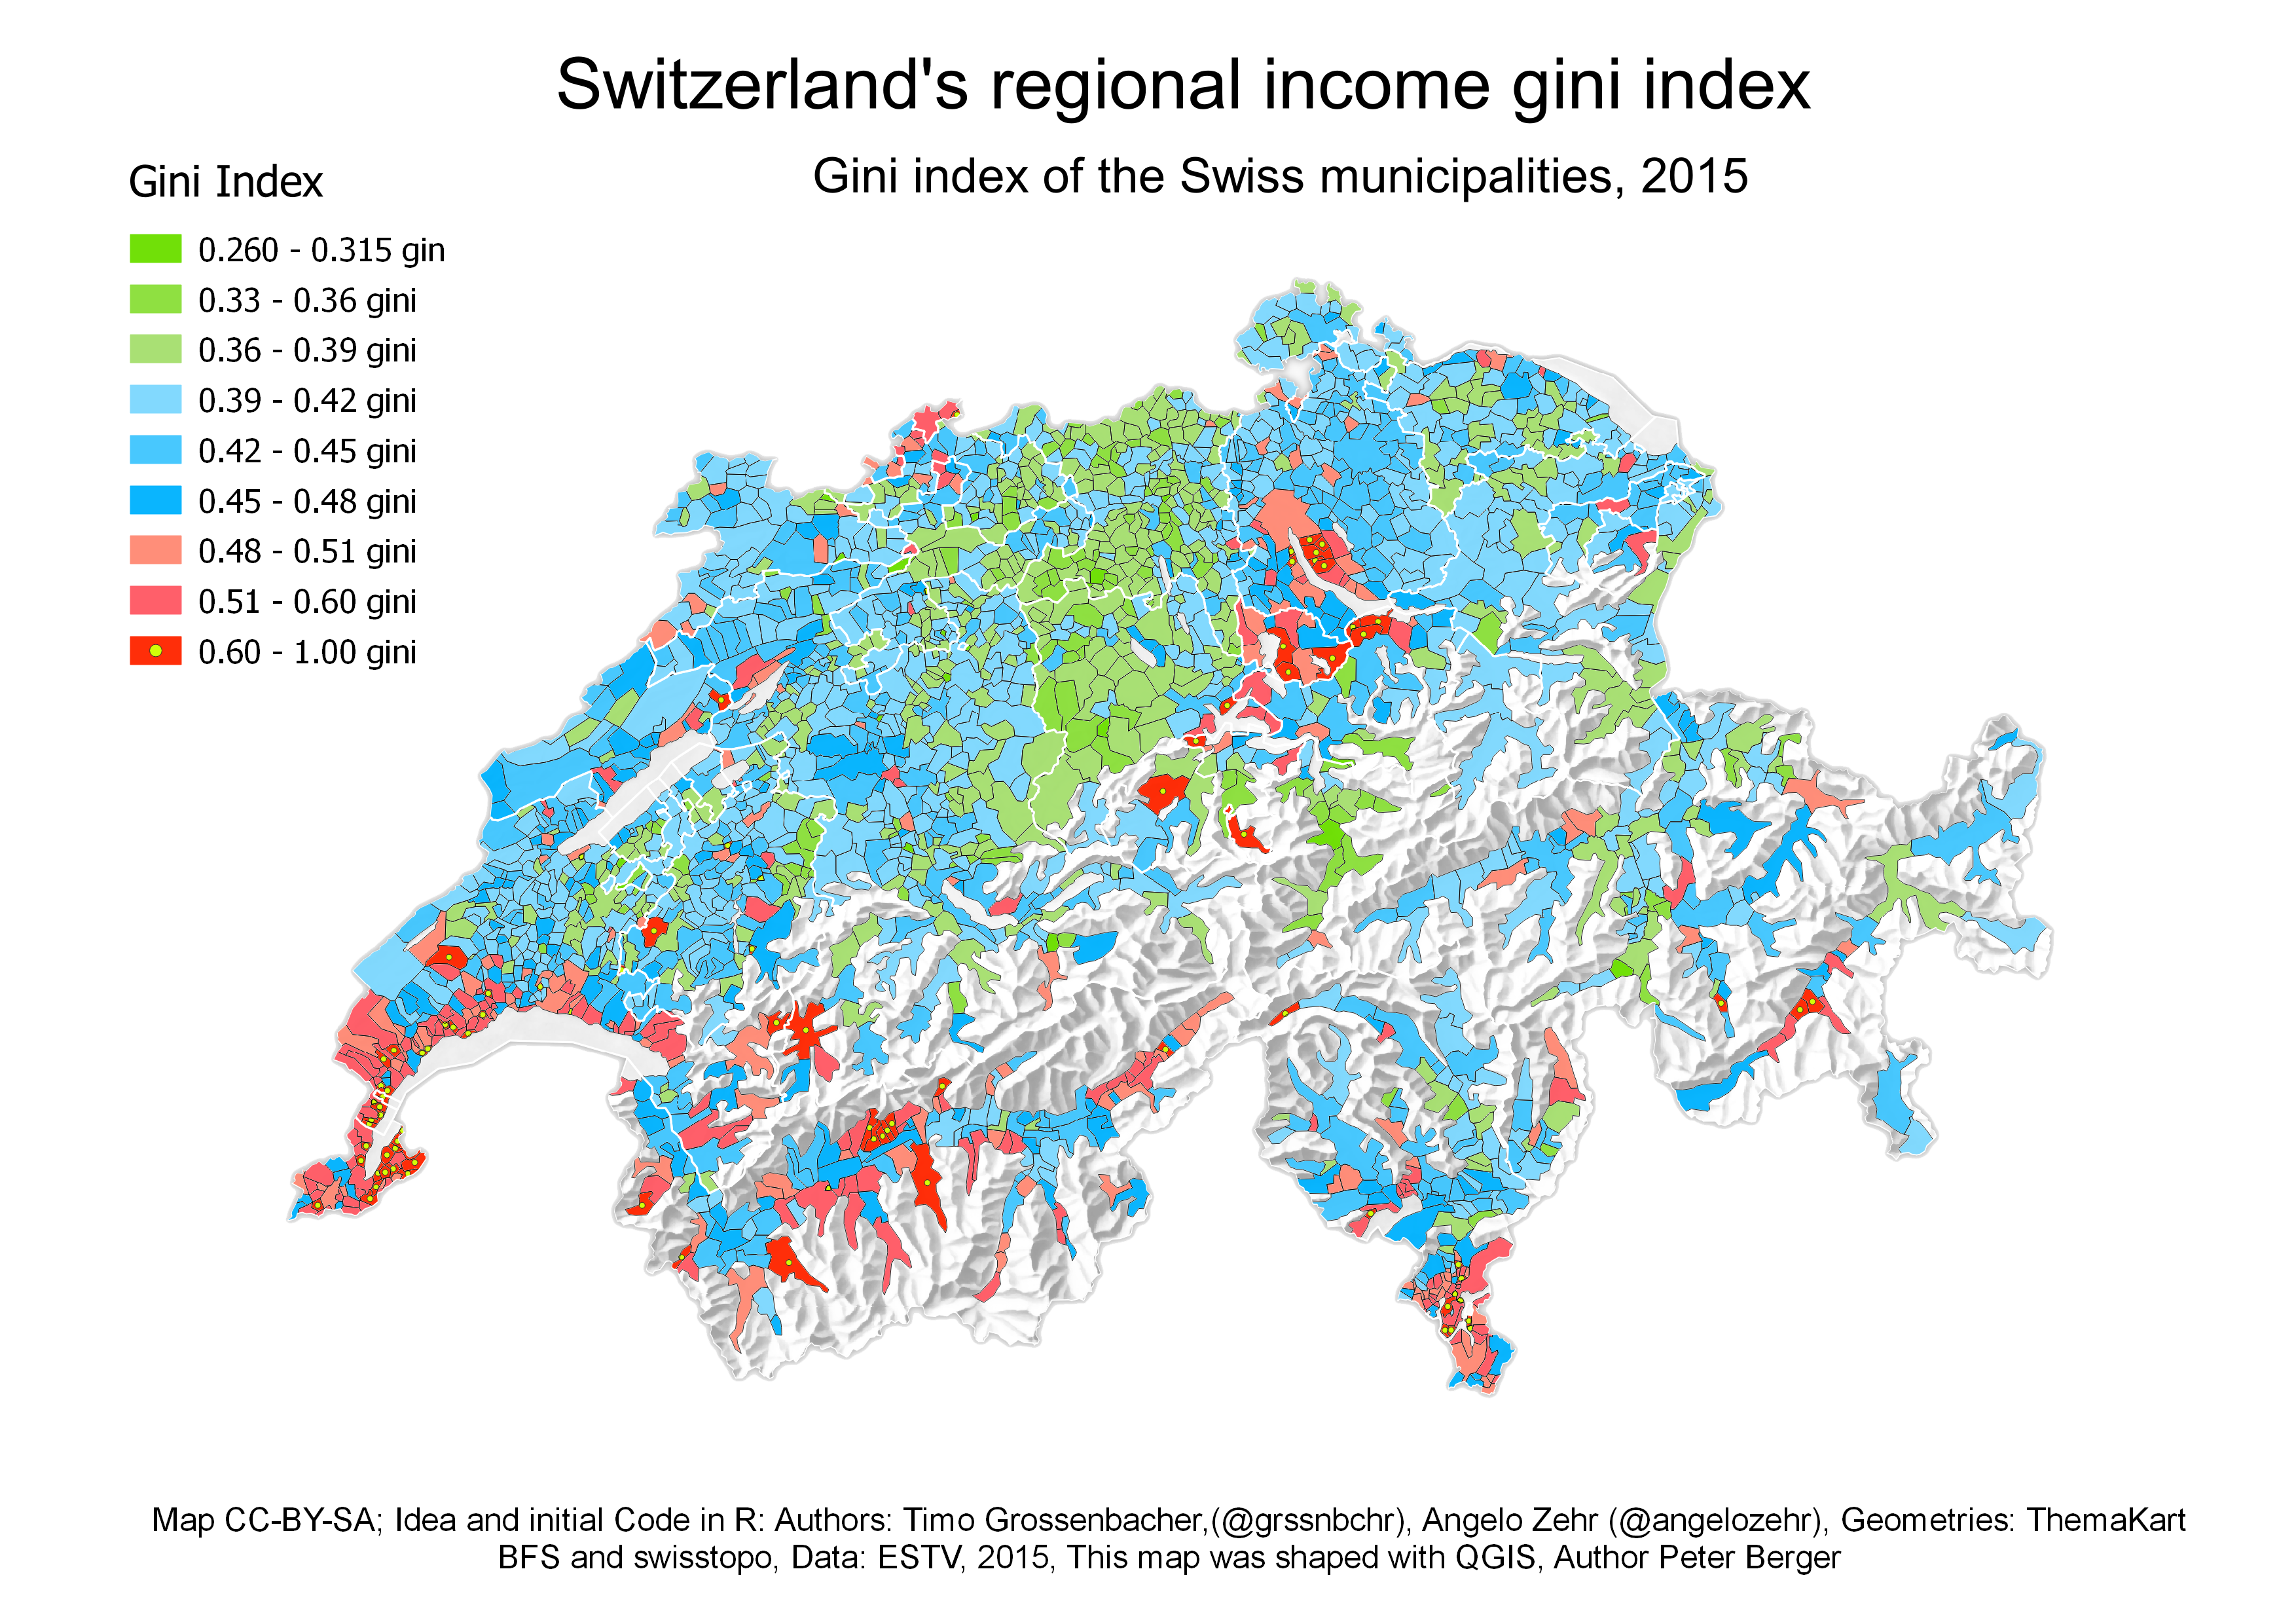 Switzerland's regional income gini index
Gini index of the Swiss municipalities, 2015
Gini Index
0.260 - 0.315 gin
0.33 - 0.36 gini
0.36 - 0.39 gini
0.39 - 0.42 gini
0.42 - 0.45 gini
0.45 - 0.48 gini
0.48 - 0.51 gini
0.51 - 0.60 gini
0.60 - 1.00 gini
Map CC-BY-SA; Idea and initial Code in R: Authors: Timo Grossenbacher,(@grssnbchr), Angelo Zehr (@angelozehr), Geometries: ThemaKart
BFS and swisstopo, Data: ESTV, 2015, This map was shaped with QGIS, Author Peter Berger